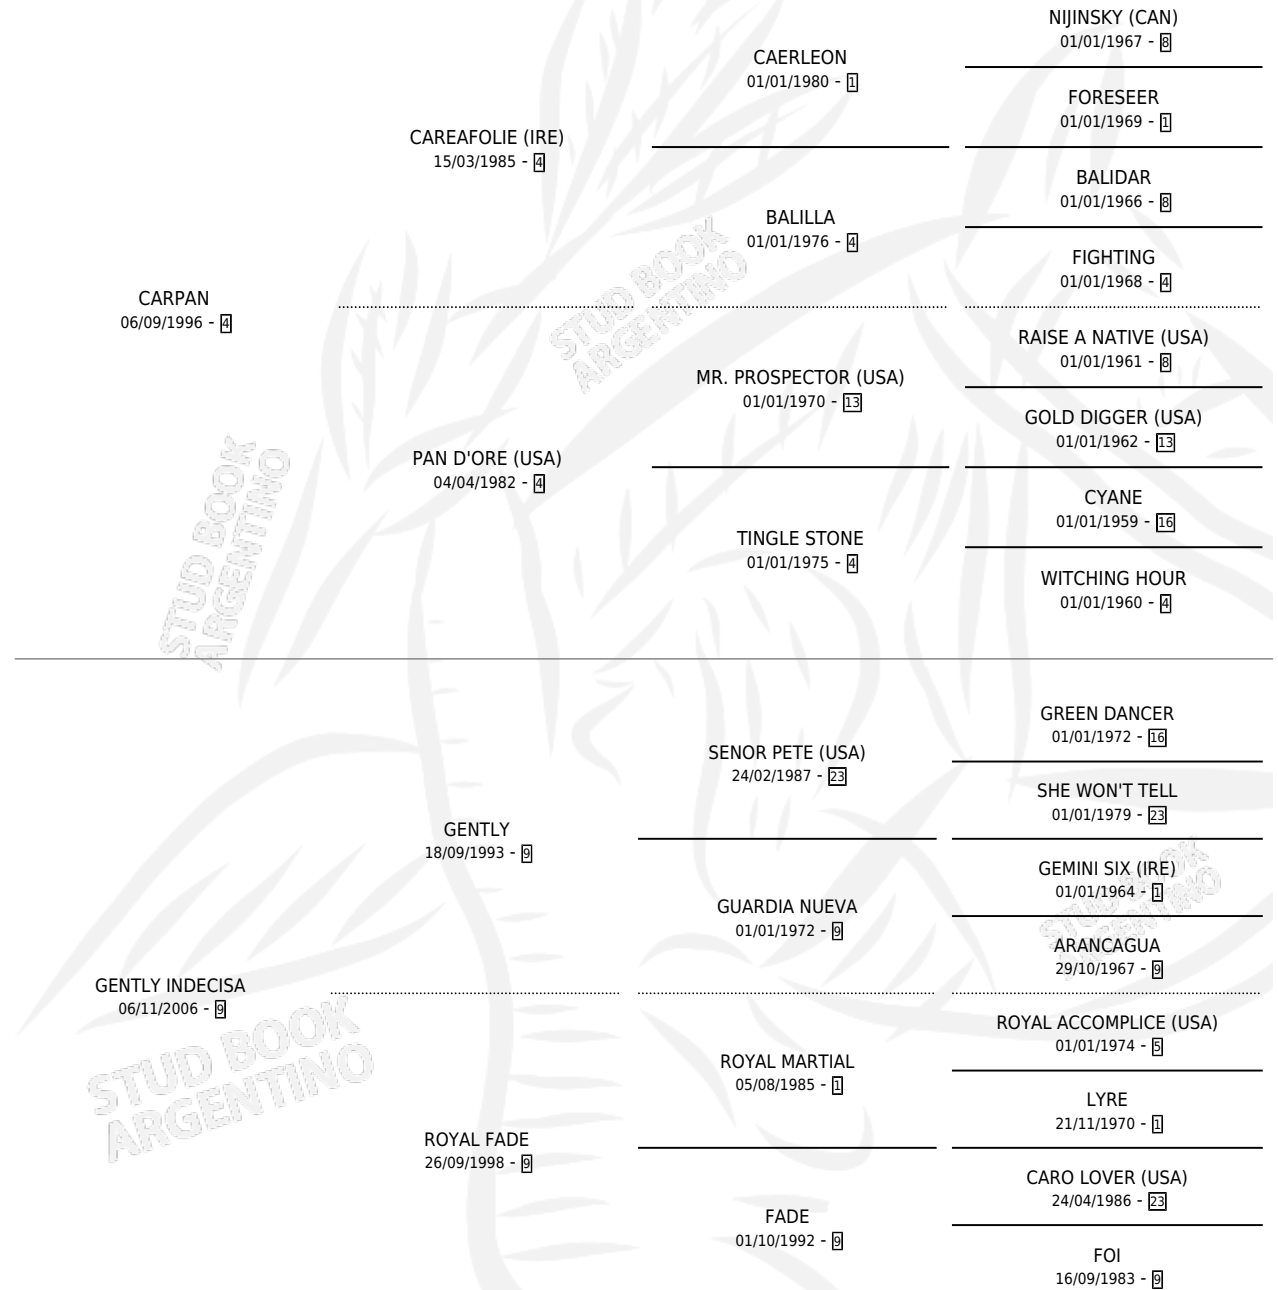 NIJINSKY (CAN)
01/01/1967 - 8
CAERLEON
01/01/1980 - 1
FORESEER
01/01/1969 - 1
CAREAFOLIE (IRE)
15/03/1985 - 4
BALIDAR
01/01/1966 - 8
BALILLA
01/01/1976 - 4
FIGHTING
01/01/1968 - 4
CARPAN
06/09/1996 - 4
RAISE A NATIVE (USA)
01/01/1961 - 8
MR. PROSPECTOR (USA)
01/01/1970 - 13
GOLD DIGGER (USA)
01/01/1962 - 13
PAN D'ORE (USA)
04/04/1982 - 4
CYANE
01/01/1959 - 16
TINGLE STONE
01/01/1975 - 4
WITCHING HOUR
01/01/1960 - 4
GREEN DANCER
01/01/1972 - 16
SENOR PETE (USA)
24/02/1987 - 23
SHE WON'T TELL
01/01/1979 - 23
GENTLY
18/09/1993 - 9
GEMINI SIX (IRE)
01/01/1964 - 1
GUARDIA NUEVA
01/01/1972 - 9
ARANCAGUA
29/10/1967 - 9
GENTLY INDECISA
06/11/2006 - 9
ROYAL ACCOMPLICE (USA)
01/01/1974 - 5
ROYAL MARTIAL
05/08/1985 - 1
LYRE
21/11/1970 - 1
ROYAL FADE
26/09/1998 - 9
CARO LOVER (USA)
24/04/1986 - 23
FADE
01/10/1992 - 9
FOI
16/09/1983 - 9
STUD BOOK
ARGENTINO
STUD BOOK
ARGENTINO
STUD BOOK
ARGENTINO
STUD BOOK
ARGENTINO